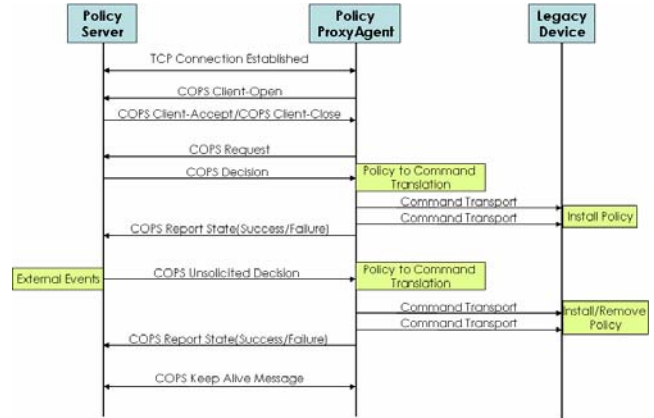 Policy
Server
Policy
ProxyAgent
Legacy
Device
TCP Connection Established
COPS Client-Open
COPS Client-Accept/COPS Client-Close
COPS Request
COPS Decision
Policy to Command
Translation
Command Transport
Command Transport
Install Policy
COPS Report State(Success/Failure)
External Events
COPS Unsolicited Decision
Policy to Command
Translation
Command Transport
Command Transport
Install/Remove
Policy
COPS Report State(Success/Failure)
COPS Keep Alive Message